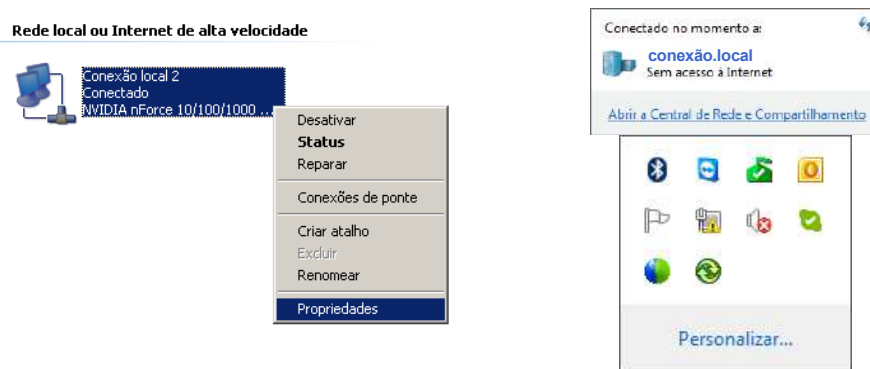 Rede local ou Internet de alta velocidade
Conexão local 2
Conectado
NVIDIA nForce 10/100/1000 ...
Desativar
Status
Reparar
Conexões de ponte
Criar atalho
Excluir
Renomear
Propriedades
Conectado no momento a:
conexão.local
Sem acesso à Internet
Abrir a Central de Rede e Compartilhamento
Personalizar...